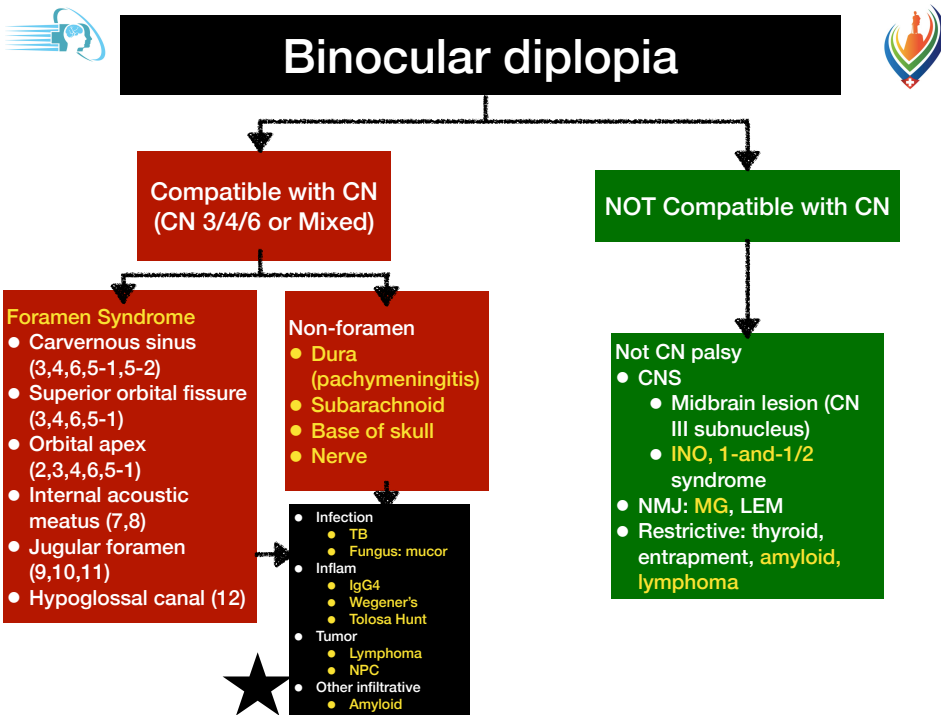 Binocular diplopia
Compatible with CN
(CN 3/4/6 or Mixed)
NOT Compatible with CN
Foramen Syndrome
● Carvernous sinus
(3,4,6,5-1,5-2)
● Superior orbital fissure
(3,4,6,5-1)
● Orbital apex
(2,3,4,6,5-1)
● Internal acoustic
meatus (7,8)
● Jugular foramen
(9,10,11)
● Hypoglossal canal (12)
Non-foramen
● Dura
(pachymeningitis)
● Subarachnoid
● Base of skull
● Nerve
● Infection
● TB
● Fungus: mucor
● Inflam
● IgG4
● Wegener's
● Tolosa Hunt
● Tumor
● Lymphoma
● NPC
● Other infiltrative
● Amyloid
Not CN palsy
● CNS
● Midbrain lesion (CN
III subnucleus)
● INO, 1-and-1/2
syndrome
● NMJ: MG, LEM
● Restrictive: thyroid,
entrapment, amyloid,
lymphoma